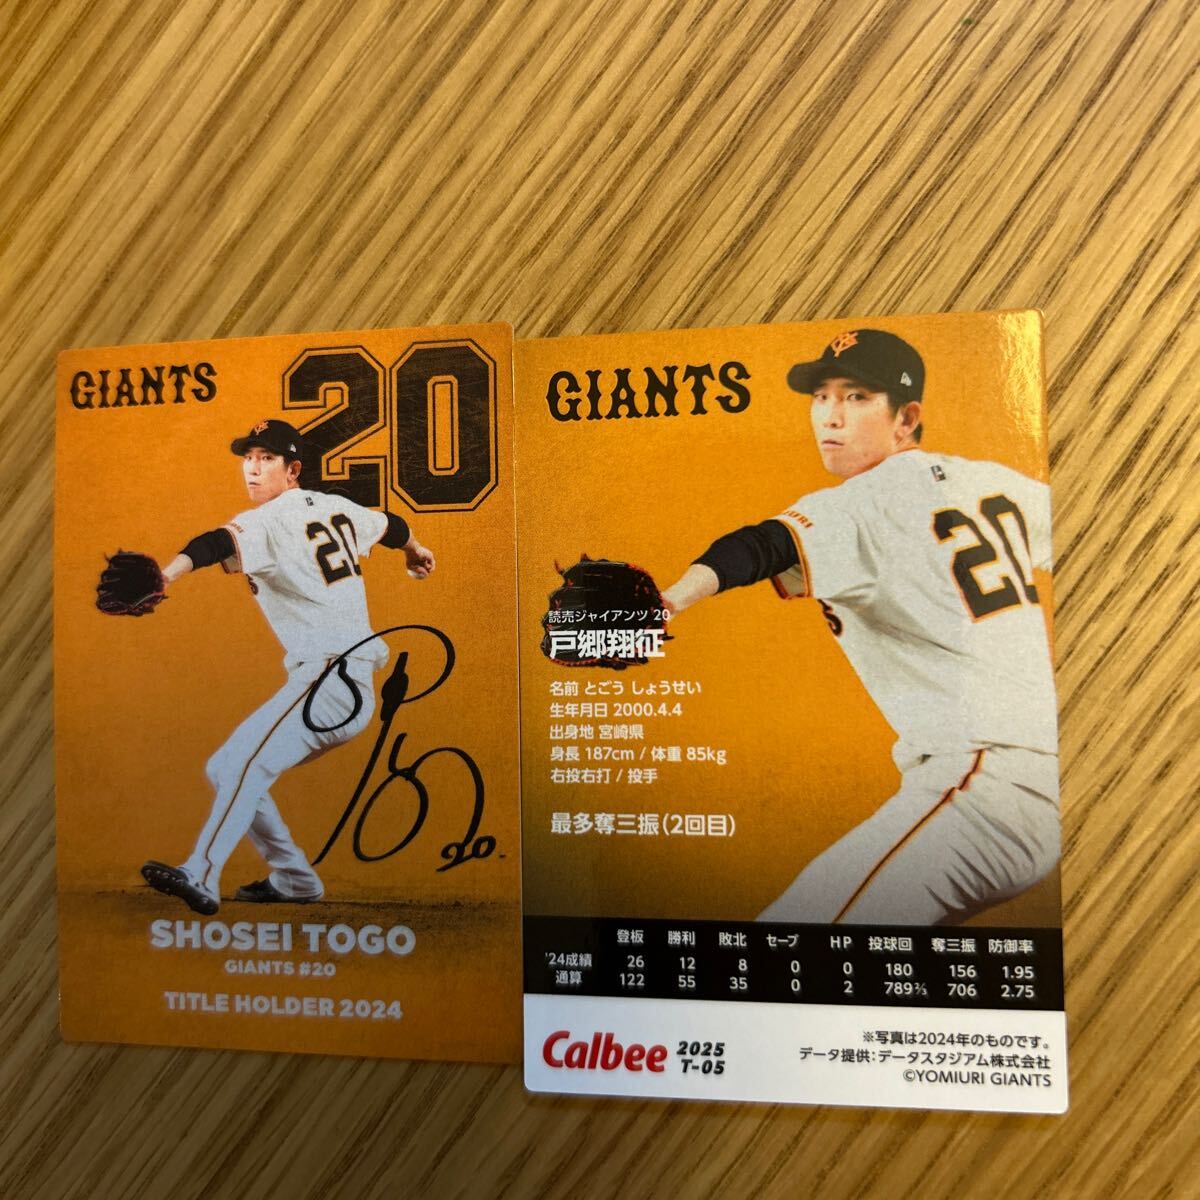 GIANTS
20
20
20.
SHOSEI TOGO
GIANTS #20
TITLE HOLDER 2024
GIANTS
20
読売ジャイアンツ 20
戸郷翔征
名前 とごう しょうせい
生年月日 2000.4.4
出身地 宮崎県
身長 187cm / 体重 85kg
右投右打 / 投手
最多奪三振(2回目)
登板 勝利 敗北 セーブ HP 投球回 奪三振 防御率
'24成績 26 12 8 0 0 180 156 1.95
通算 122 55 35 0 2 789⅔ 706 2.75
Calbee 2025
T-05
※写真は2024年のものです。
データ提供:データスタジアム株式会社
©YOMIURI GIANTS